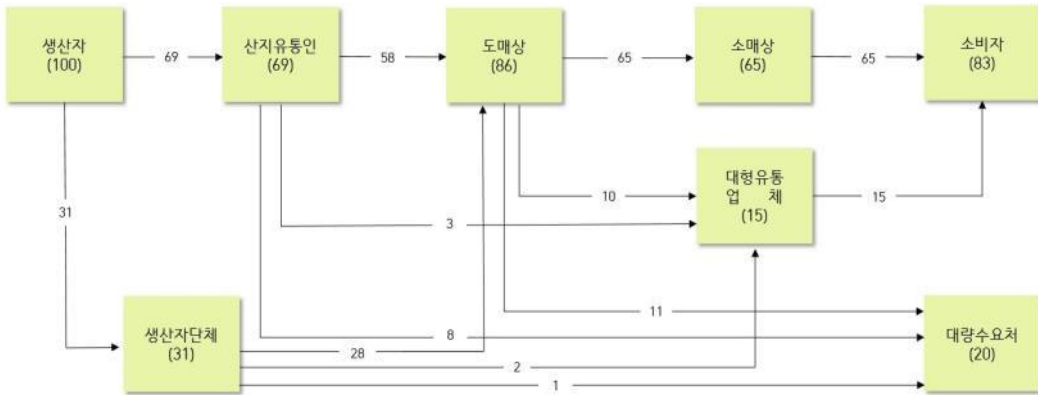 생산자
(100)
69
산지유통인
(69)
58
도매상
(86)
65
소매상
(65)
65
소비자
(83)
31
3
10
대형유통
업 체
(15)
15
생산자단체
(31)
28
8
2
1
11
대량수요처
(20)